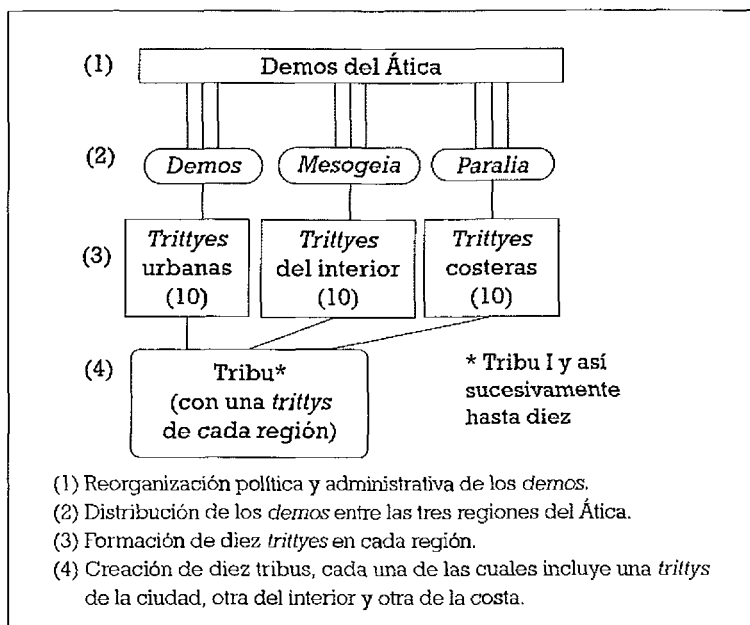 (1) Demos del Ática
(2) Demos Mesogeia Paralia
(3) Trittyes urbanas (10)
Trittyes del interior (10)
Trittyes costeras (10)
(4) Tribu*
(con una trittys
de cada región)
* Tribu I y así
sucesivamente
hasta diez
(1) Reorganización política y administrativa de los demos.
(2) Distribución de los demos entre las tres regiones del Ática.
(3) Formación de diez trittyes en cada región.
(4) Creación de diez tribus, cada una de las cuales incluye una trittys
de la ciudad, otra del interior y otra de la costa.